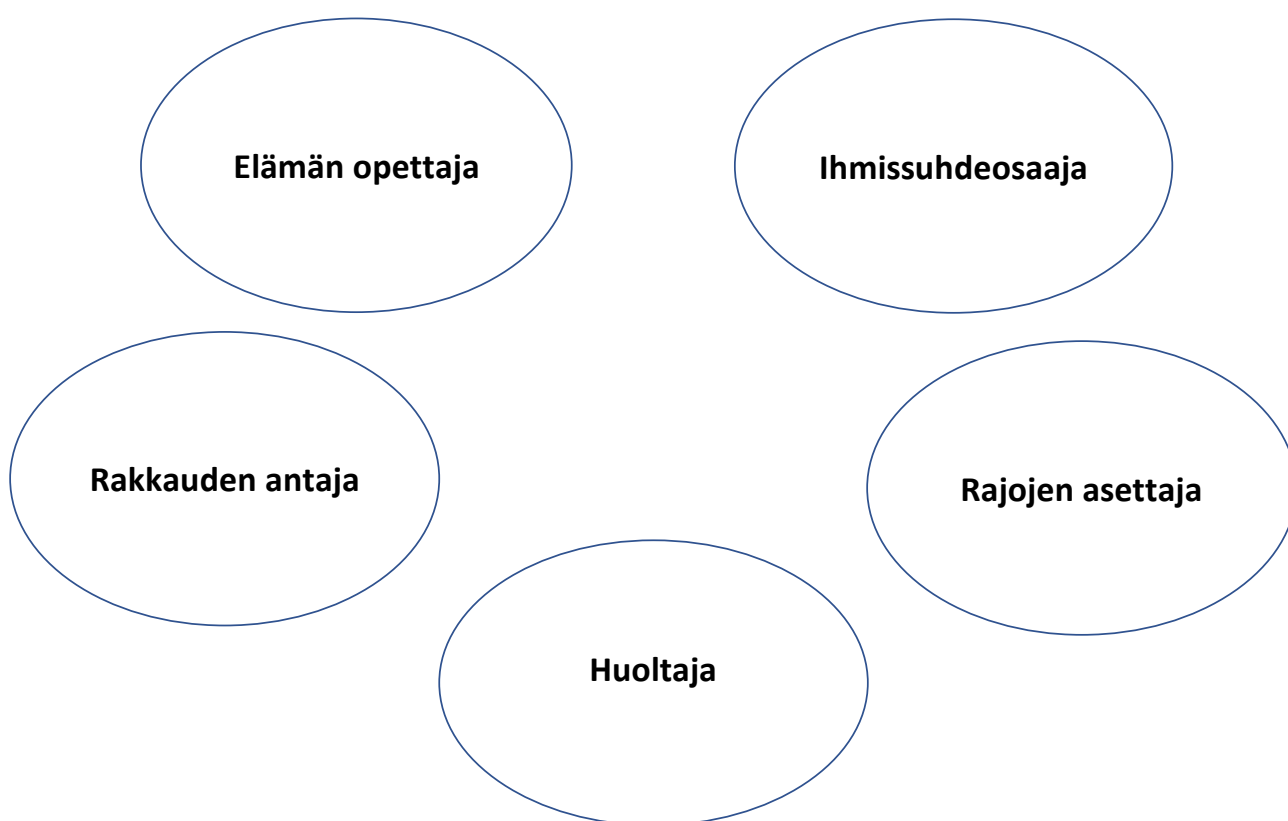 Elämän opettaja
Ihmissuhdeosaaja
Rakkauden antaja
Rajojen asettaja
Huoltaja